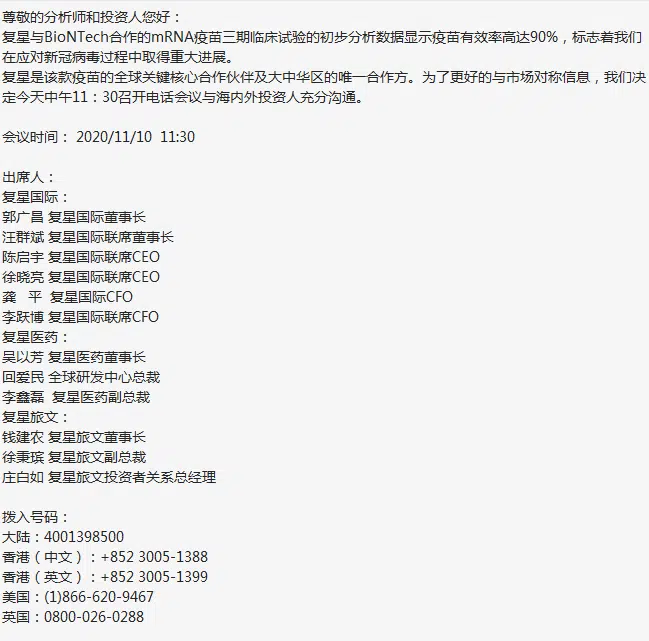 尊敬的分析师和投资人您好：
复星与BioNTech合作的mRNA疫苗三期临床试验的初步分析数据显示疫苗有效率高达90%，标志着我们
在应对新冠病毒过程中取得重大进展。
复星是该款疫苗的全球关键核心合作伙伴及大中华区的唯一合作方。为了更好的与市场对称信息，我们决
定今天中午11：30召开电话会议与海内外投资人充分沟通。
会议时间： 2020/11/10  11:30
出席人：
复星国际：
郭广昌 复星国际董事长
汪群斌 复星国际联席董事长
陈启宇 复星国际联席CEO
徐晓亮 复星国际联席CEO
龚   平  复星国际CFO
李跃博 复星国际联席CFO
复星医药：
吴以芳 复星医药董事长
回爱民 全球研发中心总裁
李鑫磊  复星医药副总裁
复星旅文：
钱建农 复星旅文董事长
徐秉璸 复星旅文副总裁
庄白如 复星旅文投资者关系总经理
拨入号码：
大陆：4001398500
香港（中文）：+852 3005-1388
香港（英文）：+852 3005-1399
美国：(1)866-620-9467
英国：0800-026-0288